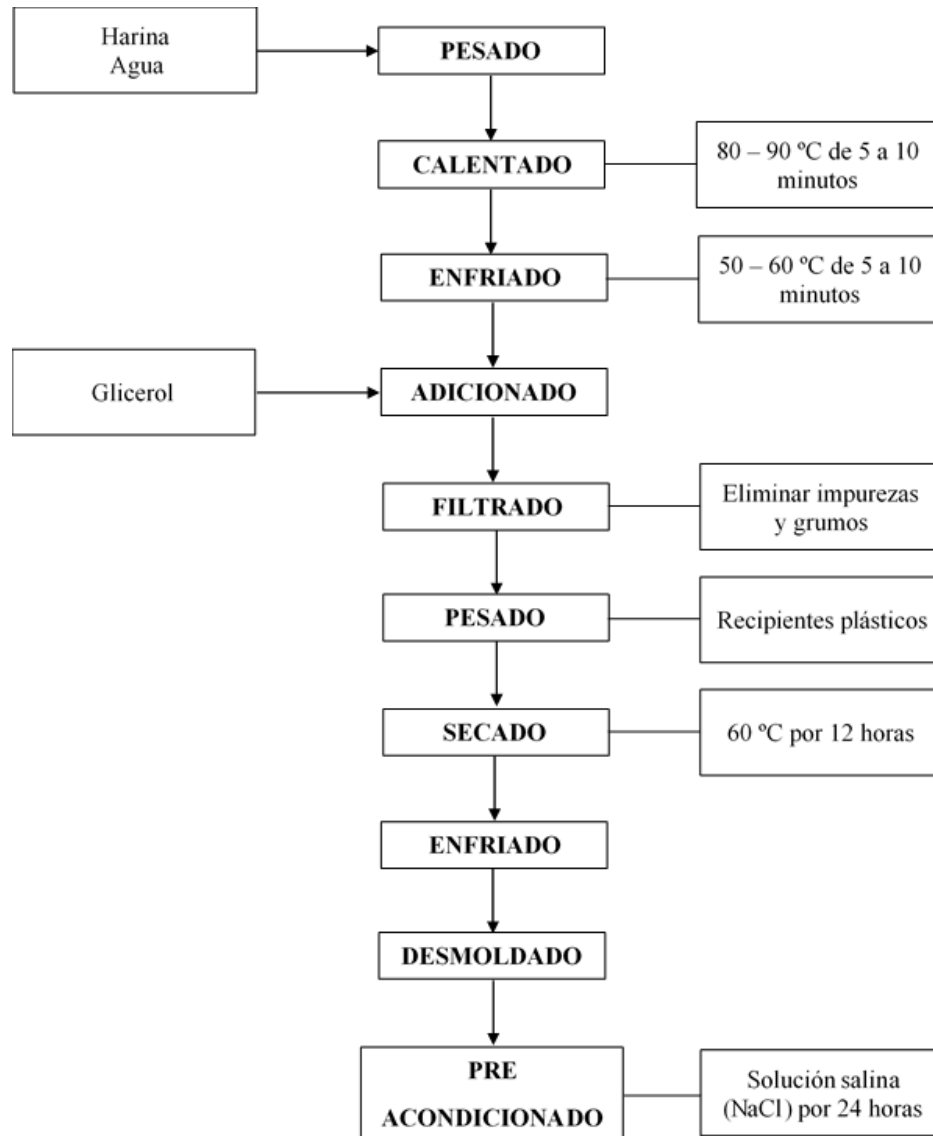 Harina
Agua
PESADO
CALENTADO
80 – 90 ºC de 5 a 10
minutos
ENFRIADO
50 – 60 ºC de 5 a 10
minutos
Glicerol
ADICIONADO
FILTRADO
Eliminar impurezas
y grumos
PESADO
Recipientes plásticos
SECADO
60 ºC por 12 horas
ENFRIADO
DESMOLDADO
PRE
ACONDICIONADO
Solución salina
(NaCl) por 24 horas